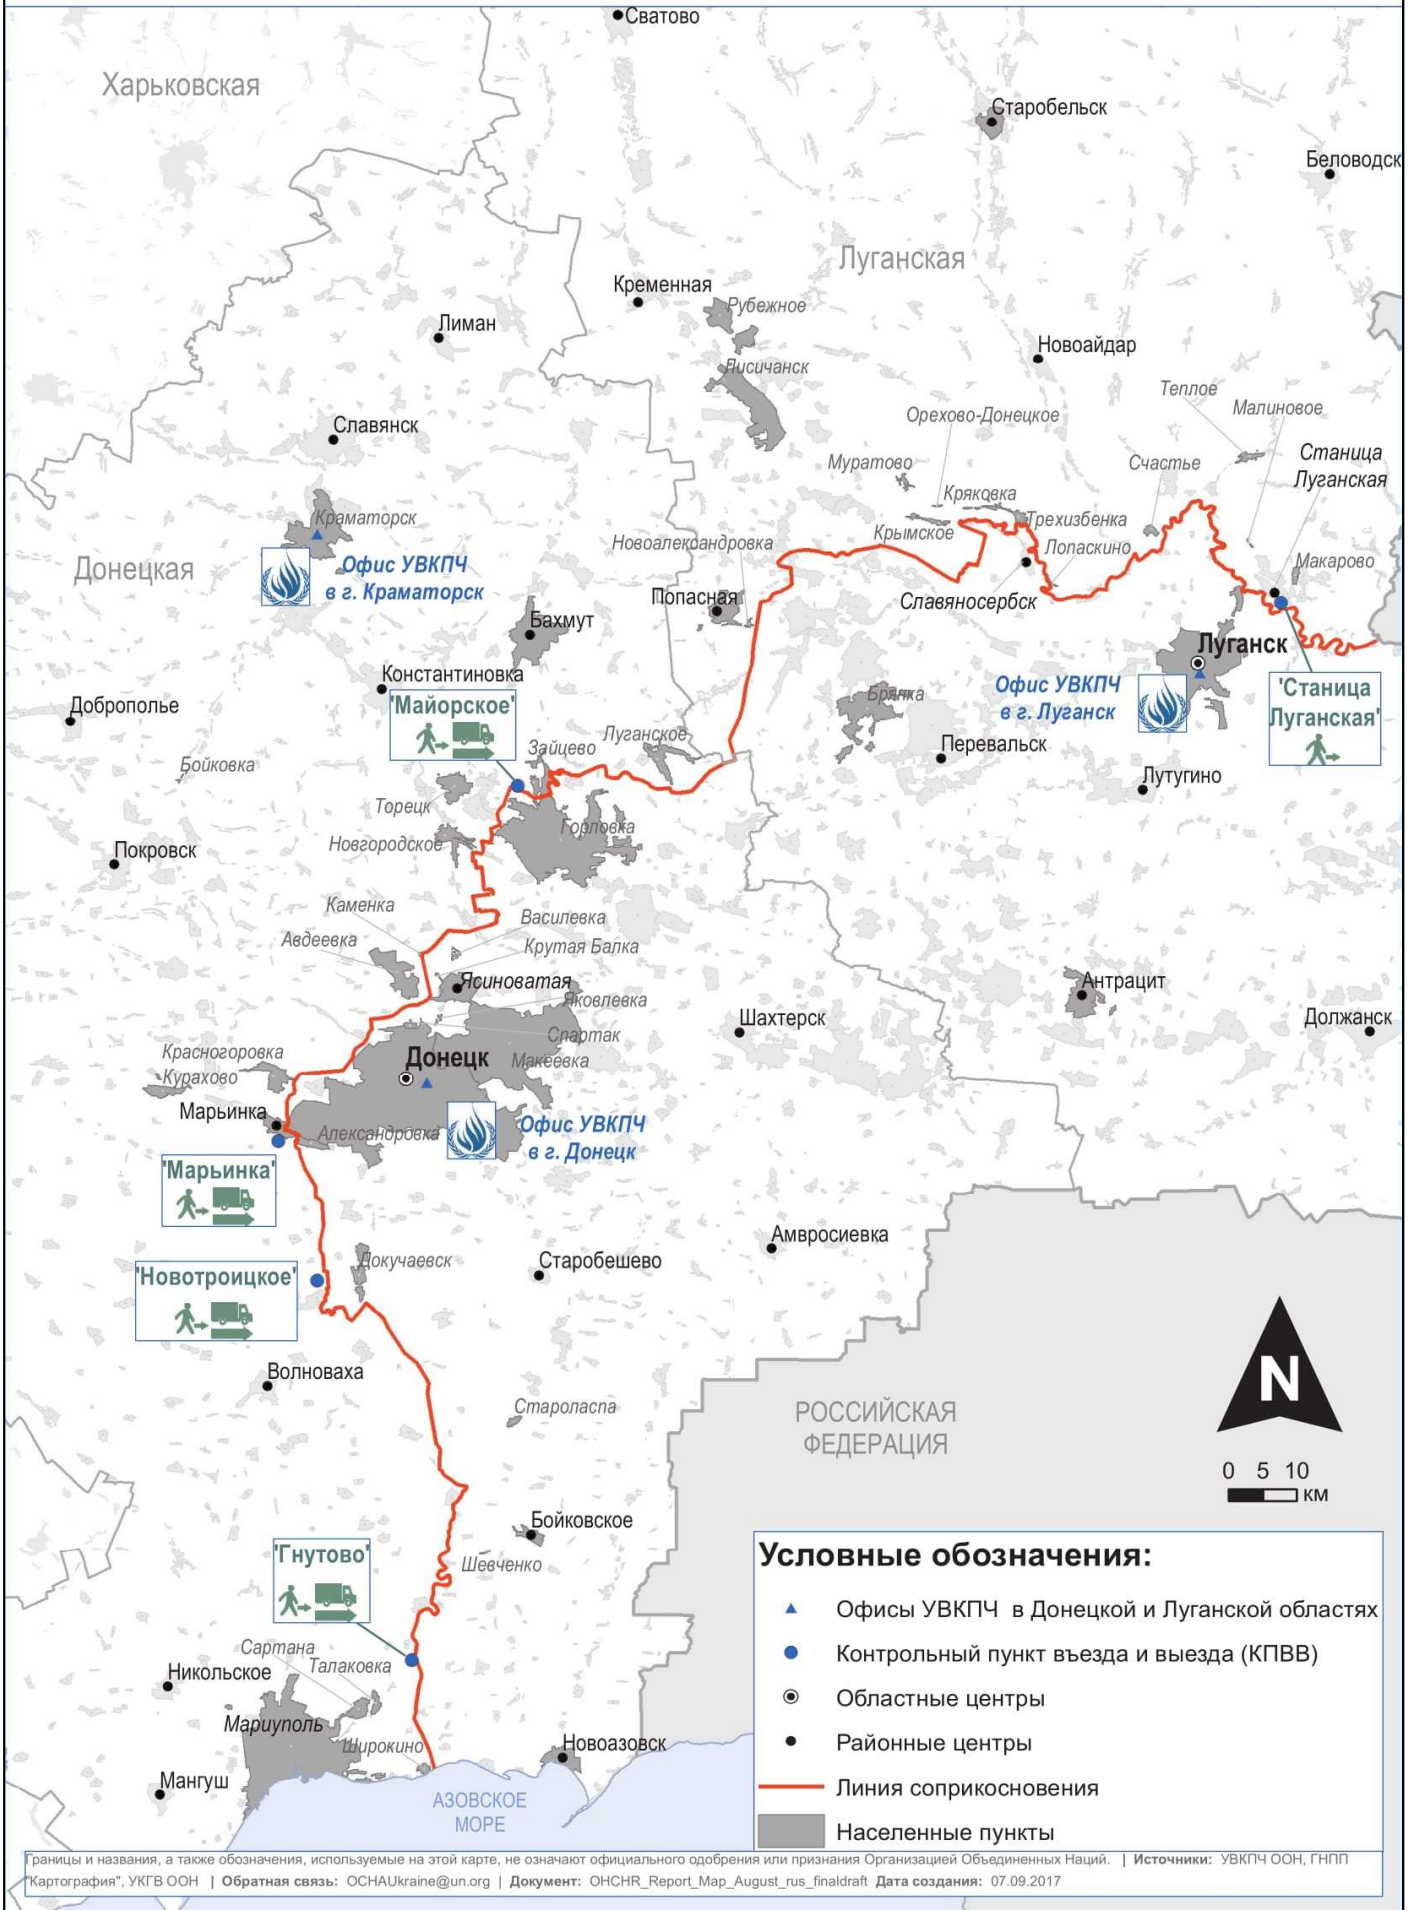 Сватово
Харьковская
Старобельск
Беловодск
Луганская
Кременная
Рубежное
Лиман
Новоайдар
Лисичанск
Теплое
Малиновое
Орехово-Донецкое
Славянск
Станица
Луганская
Муратово
Счастье
Кряковка
Краматорск
Трехизбенка
Крымское
Новоалександровка
Лопаскино
Макарово
Донецкая
Офис УВКПЧ
в г. Краматорск
Попасная
Славяносербск
Бахмут
Луганск
Константиновка
Офис УВКПЧ
в г. Луганск
'Станица
Луганская'
Брянка
Доброполье
'Майорское'
Луганское
Зайцево
Перевальск
Бойковка
Лутугино
Торецк
Горловка
Новгородское
Покровск
Каменка
Василевка
Авдеевка
Крутая Балка
Ясиноватая
Антрацит
Яковлевка
Шахтерск
Должанск
Спартак
Красногоровка
Донецк
Макеевка
Курахово
Марьинка
Александровка
Офис УВКПЧ
в г. Донецк
'Марьинка'
Амвросиевка
Докучаевск
Старобешево
'Новотроицкое'
Волноваха
Староласпа
РОССИЙСКАЯ
ФЕДЕРАЦИЯ
N
0 5 10
КМ
Бойковское
'Гнутово'
Шевченко
Сартана
Талаковка
Никольское
Мариуполь
Широкино
Новоазовск
Мангуш
АЗОВСКОЕ
МОРЕ
Условные обозначения:
Офисы УВКПЧ в Донецкой и Луганской областях
Контрольный пункт въезда и выезда (КПВВ)
Областные центры
Районные центры
Линия соприкосновения
Населенные пункты
Границы и названия, а также обозначения, используемые на этой карте, не означают официального одобрения или признания Организацией Объединенных Наций. | Источники: УВКПЧ ООН, ГНПП
"Картография", УКГВ ООН | Обратная связь: OCHAUkraine@un.org | Документ: OHCHR_Report_Map_August_rus_finaldraft Дата создания: 07.09.2017